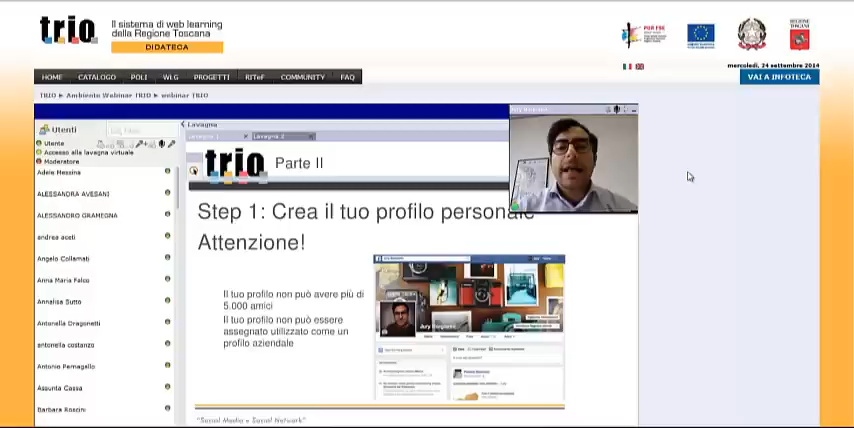 trio
Il sistema di web learning
della Regione Toscana
DIDATECA
POR FSE
REGIONE
TOSCANA
mercoledì, 24 settembre 2014
HOME CATALOGO POLI WLG PROGETTI RITeF COMMUNITY FAQ
VAI A INFOTECA
TRIO ► Ambiente Webinar TRIO ► webinar TRIO
Lavagna
Utenti
Lavagna 1
Lavagna 2
Utente
Accesso alla lavagna virtuale
Moderatore
Adele Messina
ALESSANDRA AVESANI
ALESSANDRO GRAMEGNA
andrea aceti
Angelo Collamati
Anna Maria Falco
Annalisa Sutto
Antonella Dragonetti
antonella costanzo
Antonio Pernagallo
Assunta Cassa
Barbara Roscini
trio
Parte II
Step 1: Crea il tuo profilo personale
Attenzione!
Il tuo profilo non può avere più di
5.000 amici
Il tuo profilo non può essere
assegnato utilizzato come un
profilo aziendale
"Social Media e Social Network"